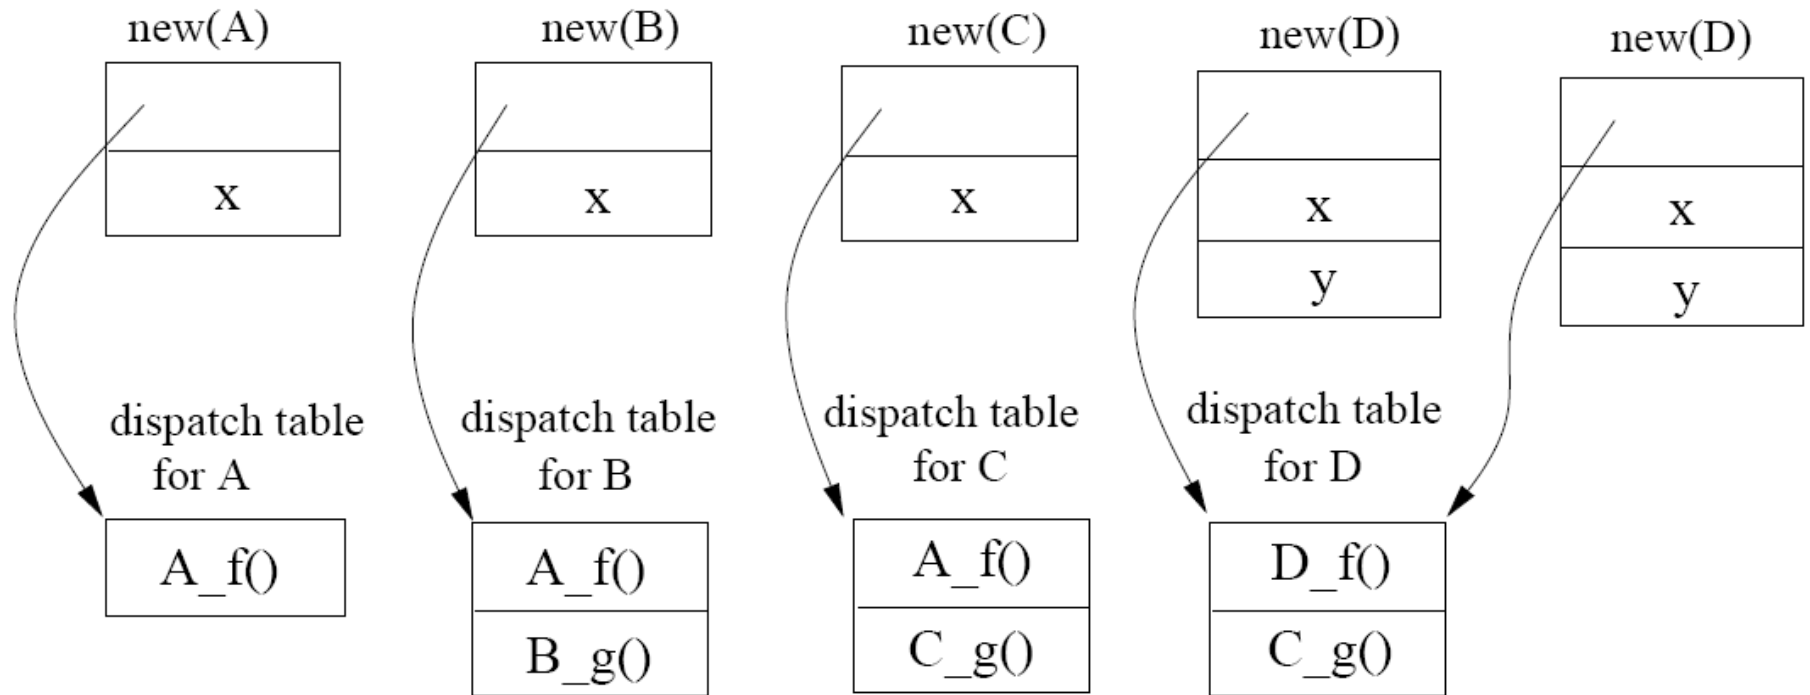 new(A)
new(B)
new(C)
new(D)
new(D)
x
x
x
x
y
x
y
dispatch table
for A
dispatch table
for B
dispatch table
for C
dispatch table
for D
A_f()
A_f()
B_g()
A_f()
C_g()
D_f()
C_g()